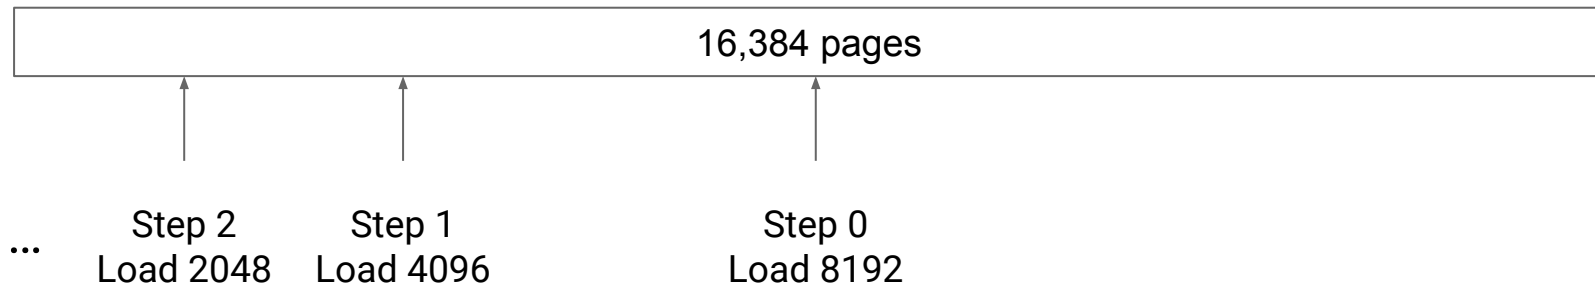 16,384 pages
... Step 2 Step 1 Step 0
Load 2048 Load 4096 Load 8192